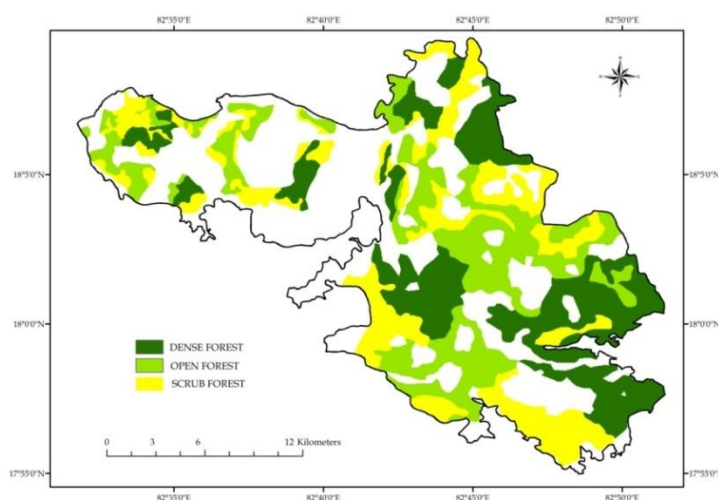 82°35'0"E 82°40'0"E 82°45'0"E 82°50'0"E
18°5'0"N 18°5'0"N
18°0'0"N 18°0'0"N
DENSE FOREST
OPEN FOREST
SCRUB FOREST
0 3 6 12 Kilometers
17°55'0"N 17°55'0"N
82°35'0"E 82°40'0"E 82°45'0"E 82°50'0"E